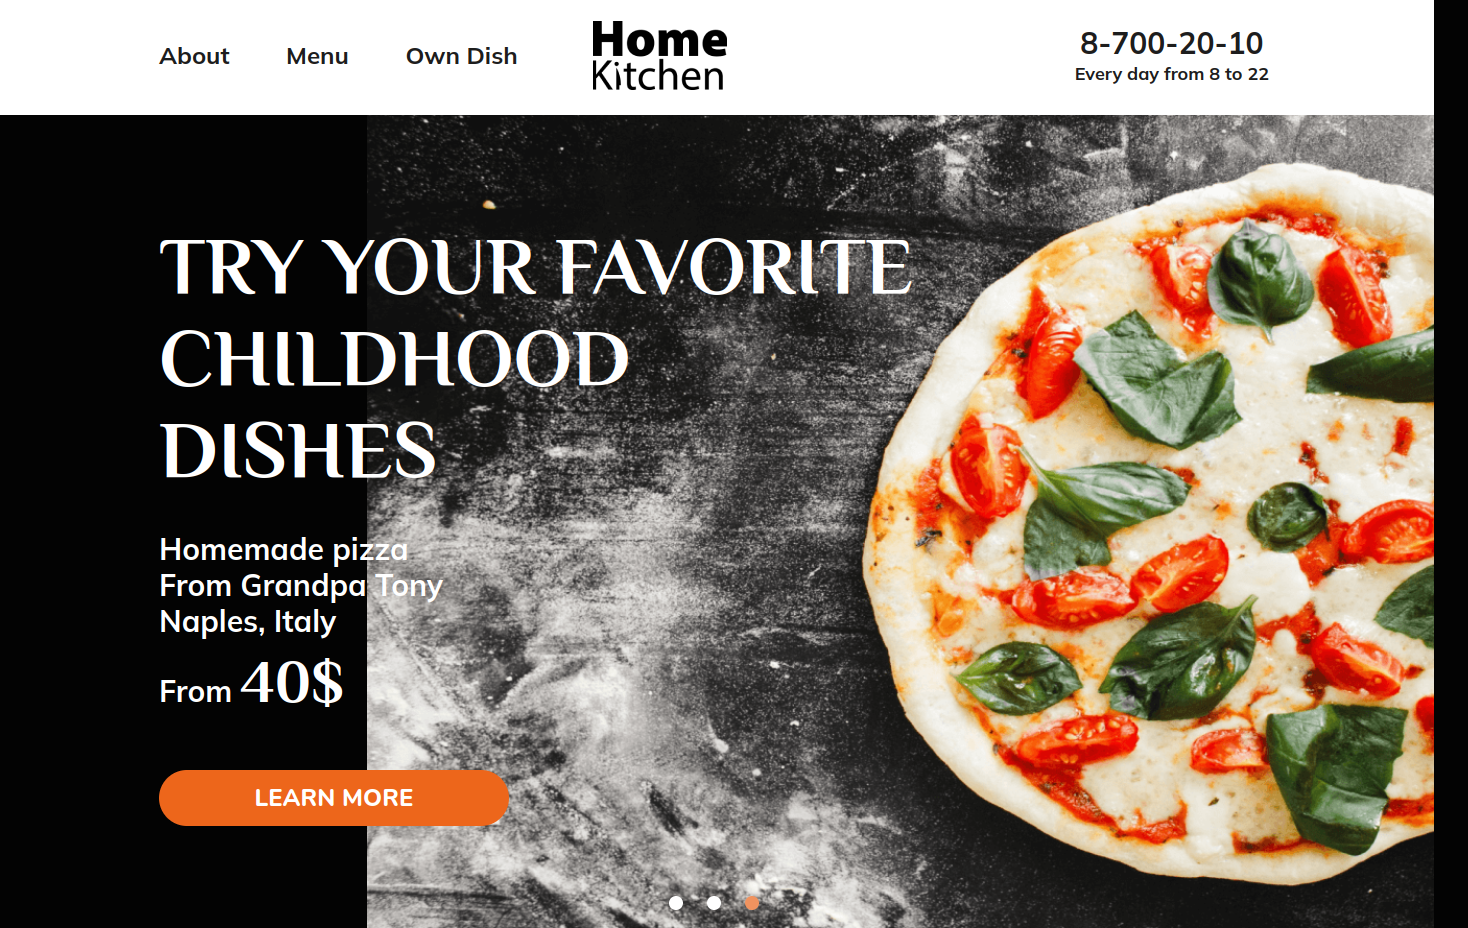 About Menu Own Dish
Home
Kitchen
8-700-20-10
Every day from 8 to 22
TRY YOUR FAVORITE
CHILDHOOD
DISHES
Homemade pizza
From Grandpa Tony
Naples, Italy
From 40$
LEARN MORE